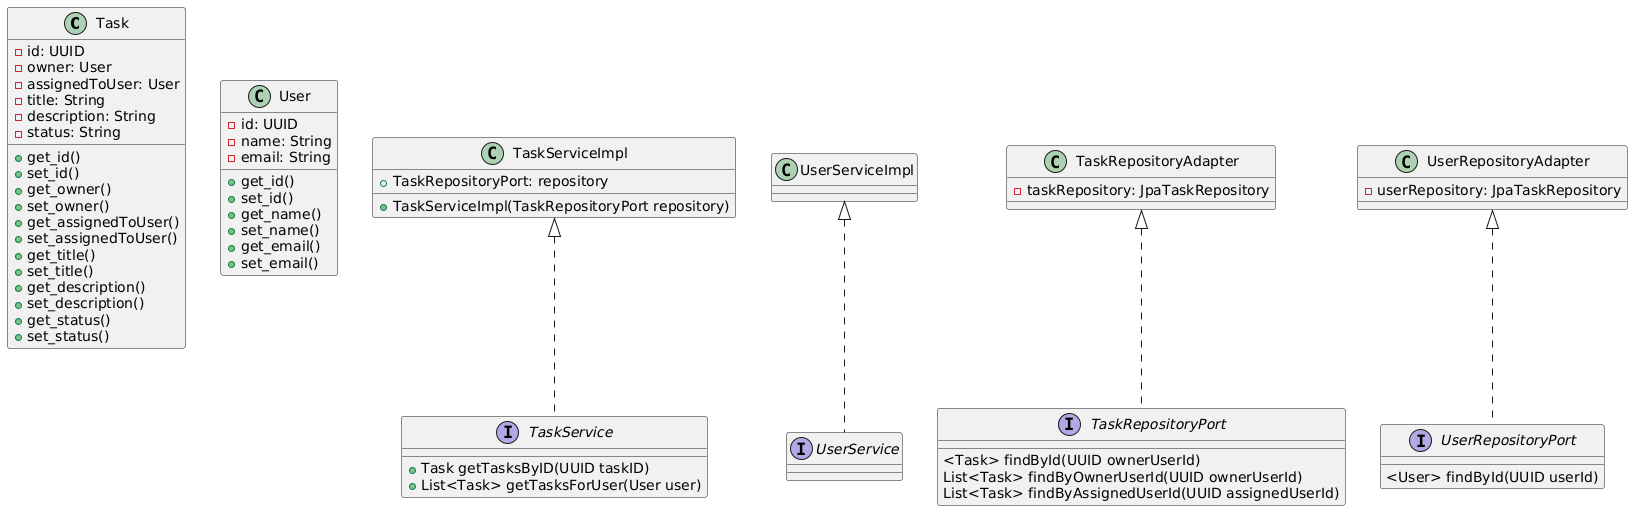 C Task
id: UUID
owner: User
assignedToUser: User
title: String
description: String
status: String
get_id()
set_id()
get_owner()
set_owner()
get_assignedToUser()
set_assignedToUser()
get_title()
set_title()
get_description()
set_description()
get_status()
set_status()
C User
id: UUID
name: String
email: String
get_id()
set_id()
get_name()
set_name()
get_email()
set_email()
C TaskServiceImpl
TaskRepositoryPort: repository
TaskServiceImpl(TaskRepositoryPort repository)
C UserServiceImpl
C TaskRepositoryAdapter
taskRepository: JpaTaskRepository
C UserRepositoryAdapter
userRepository: JpaTaskRepository
I TaskService
Task getTasksByID(UUID taskID)
List<Task> getTasksForUser(User user)
I UserService
I TaskRepositoryPort
<Task> findById(UUID ownerUserId)
List<Task> findByOwnerUserId(UUID ownerUserId)
List<Task> findByAssignedUserId(UUID assignedUserId)
I UserRepositoryPort
<User> findById(UUID userId)